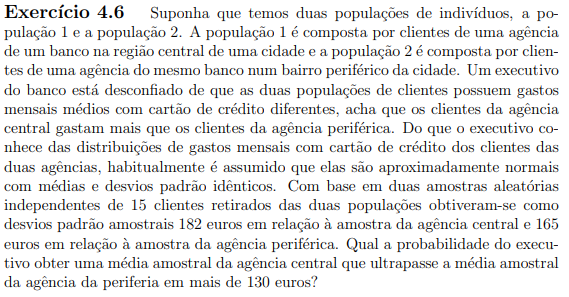 Exercício 4.6 Suponha que temos duas populações de indivíduos, a po-
pulação 1 e a população 2. A população 1 é composta por clientes de uma agência
de um banco na região central de uma cidade e a população 2 é composta por clien-
tes de uma agência do mesmo banco num bairro periférico da cidade. Um executivo
do banco está desconfiado de que as duas populações de clientes possuem gastos
mensais médios com cartão de crédito diferentes, acha que os clientes da agência
central gastam mais que os clientes da agência periférica. Do que o executivo co-
nhece das distribuições de gastos mensais com cartão de crédito dos clientes das
duas agências, habitualmente é assumido que elas são aproximadamente normais
com médias e desvios padrão idênticos. Com base em duas amostras aleatórias
independentes de 15 clientes retirados das duas populações obtiveram-se como
desvios padrão amostrais 182 euros em relação à amostra da agência central e 165
euros em relação à amostra da agência periférica. Qual a probabilidade do execu-
tivo obter uma média amostral da agência central que ultrapasse a média amostral
da agência da periferia em mais de 130 euros?